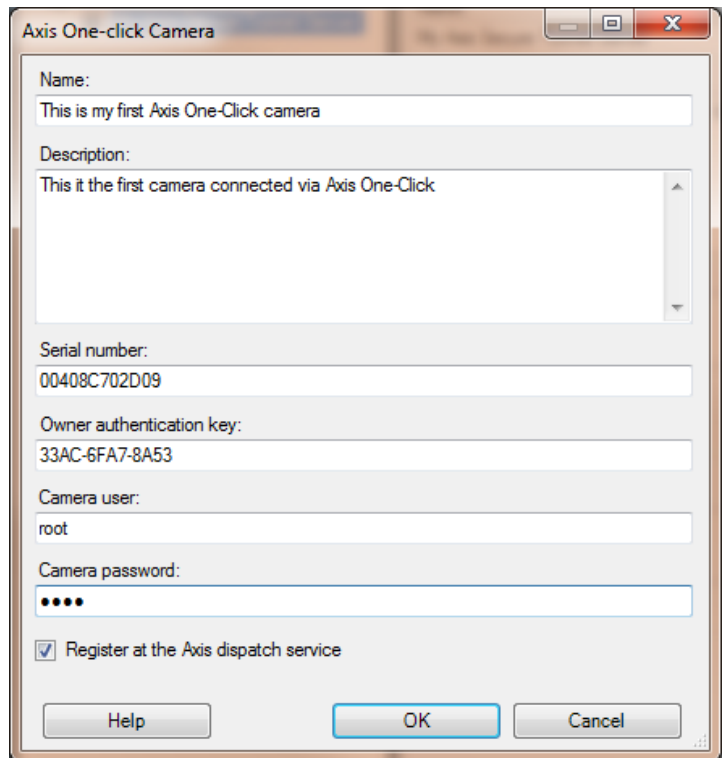 Axis One-click Camera
Name:
This is my first Axis One-Click camera
Description:
This it the first camera connected via Axis One-Click
Serial number:
00408C702D09
Owner authentication key:
33AC-6FA7-8A53
Camera user:
root
Camera password:
●●●●
Register at the Axis dispatch service
Help OK Cancel